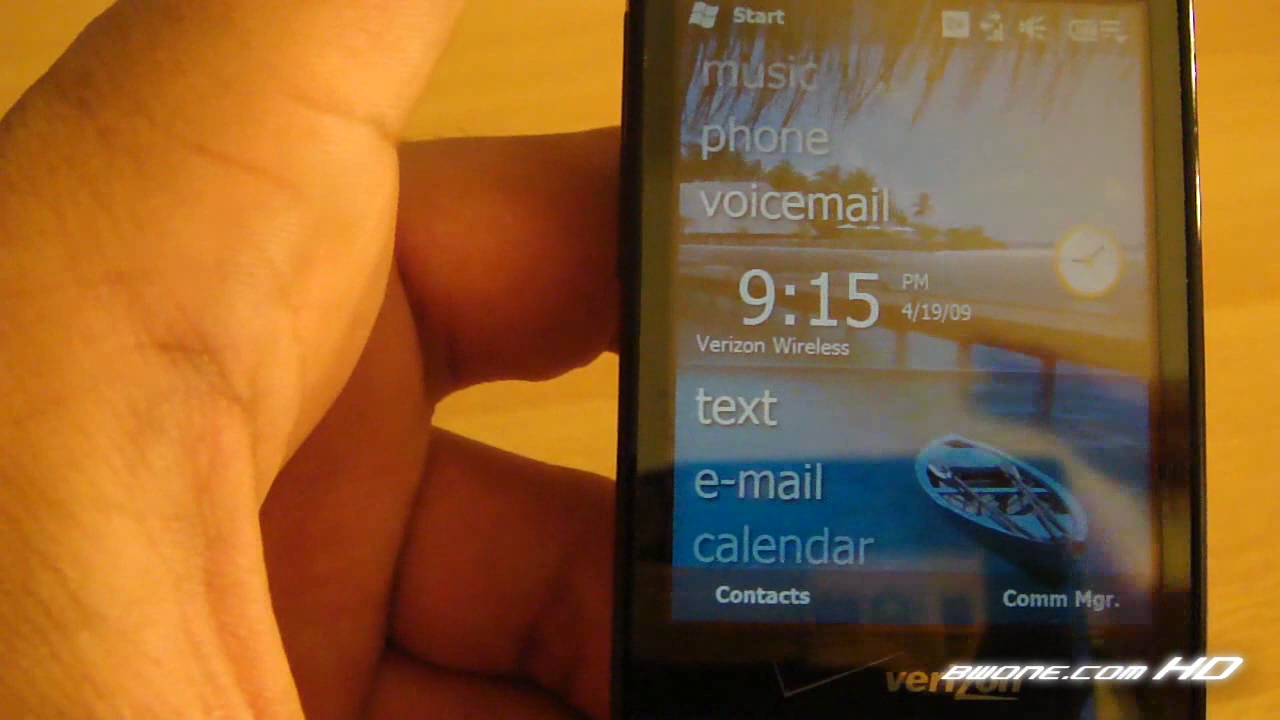 Start
music
phone
voicemail
9:15 PM
4/19/09
Verizon Wireless
text
e-mail
calendar
Contacts Comm Mgr.
verizon
BWONE.COM HD